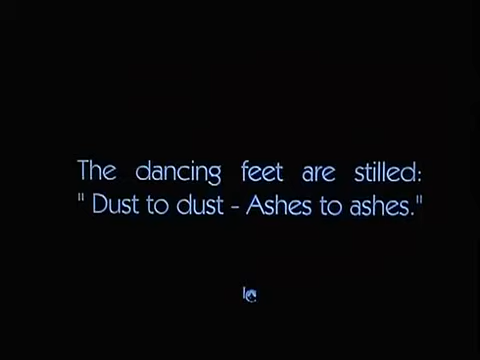 The dancing feet are stilled:
" Dust to dust - Ashes to ashes."